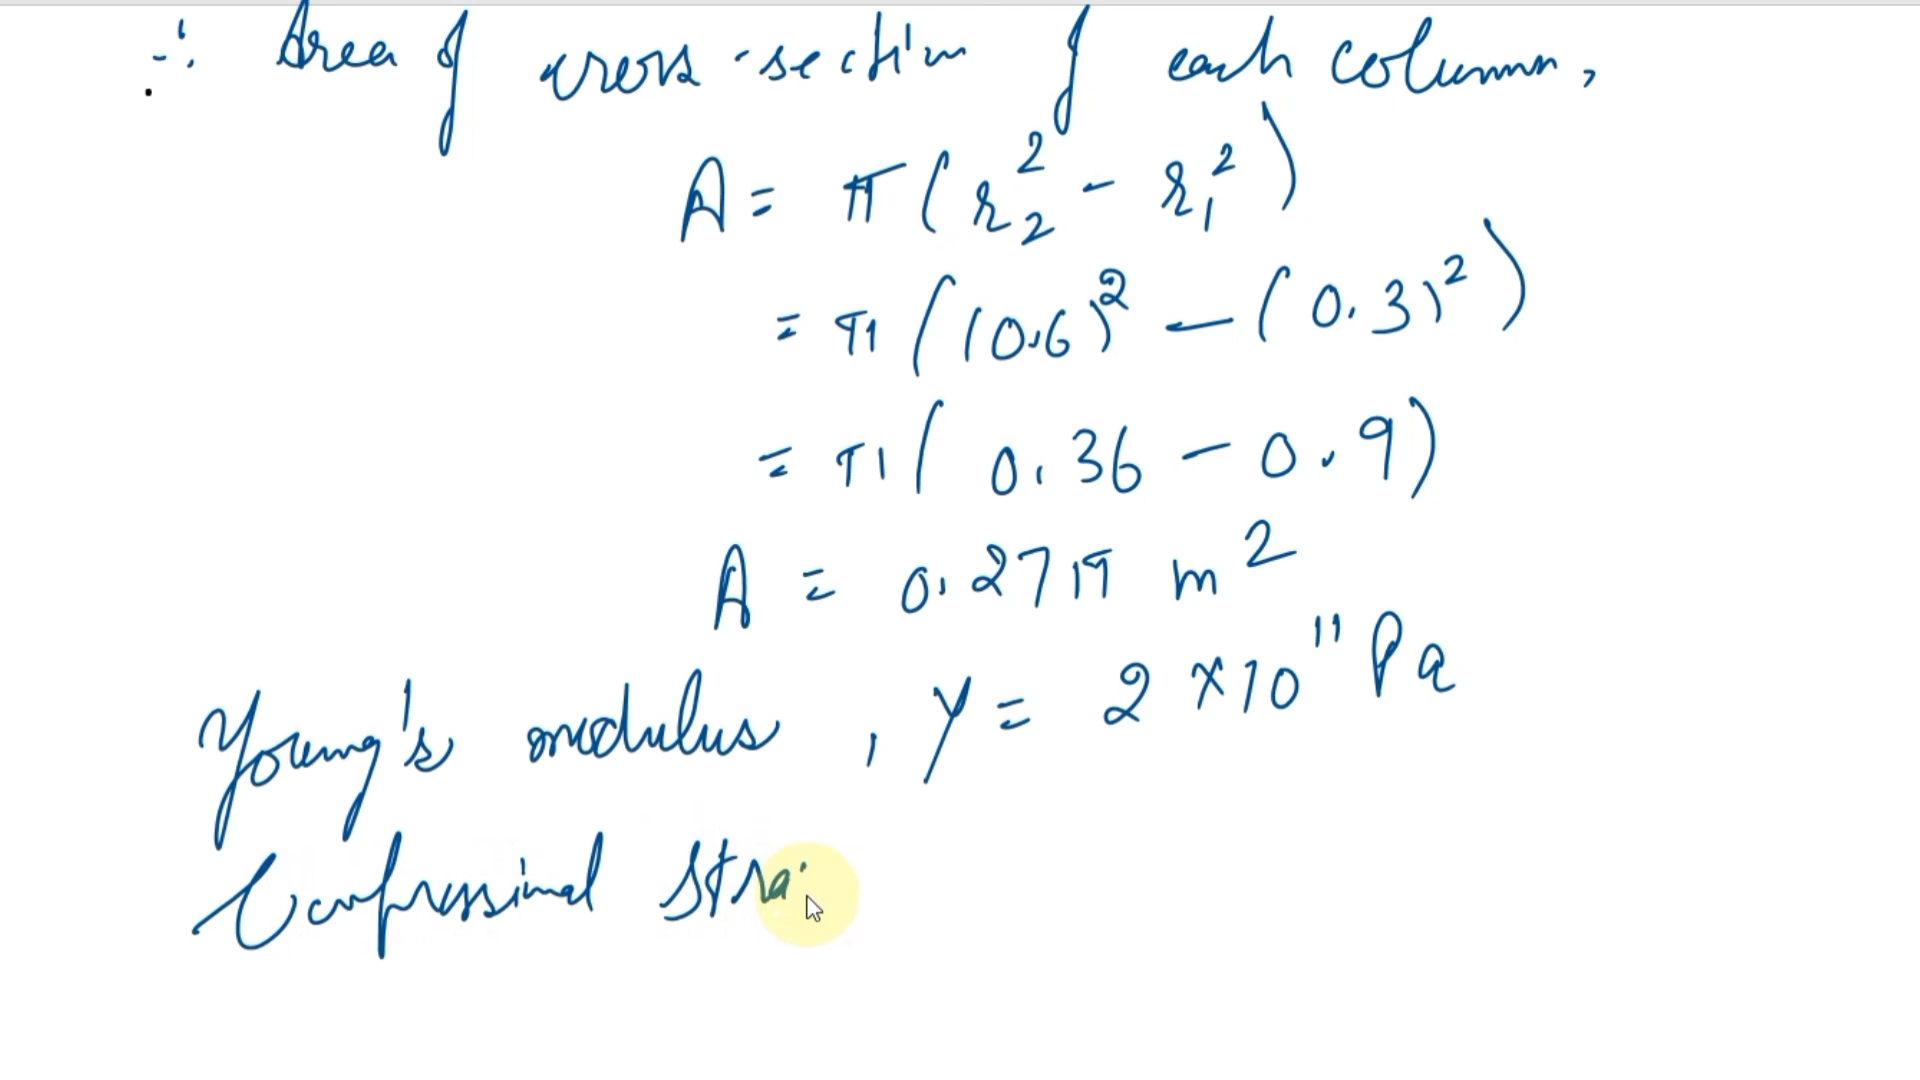 ∴ Area of cross-section of each column,
A = π(r₂² - r₁²)
= π((0.6)² - (0.3)²)
= π(0.36 - 0.9)
A = 0.27π m²
Young's modulus, Y = 2 × 10¹¹ Pa
Compressional stra